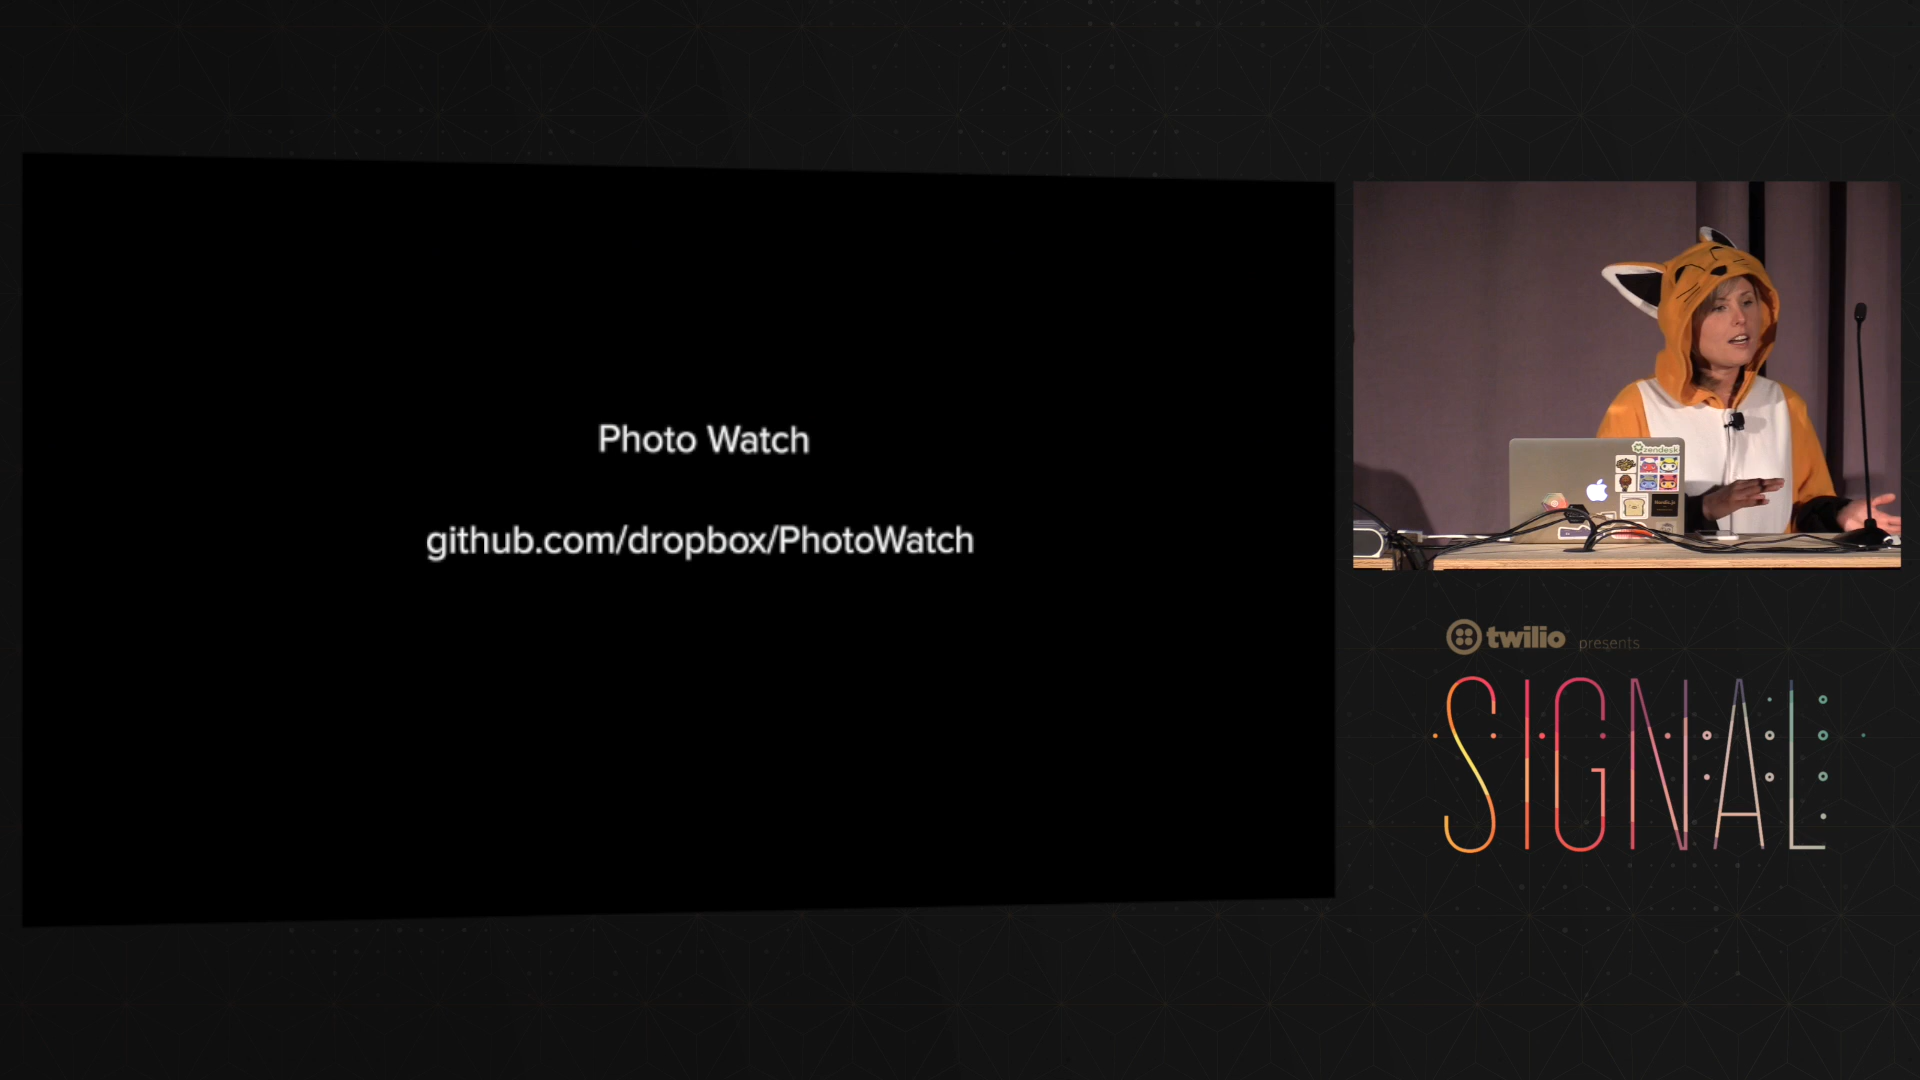 Photo Watch
github.com/dropbox/PhotoWatch
zendesk
twilio presents
SIGNAL